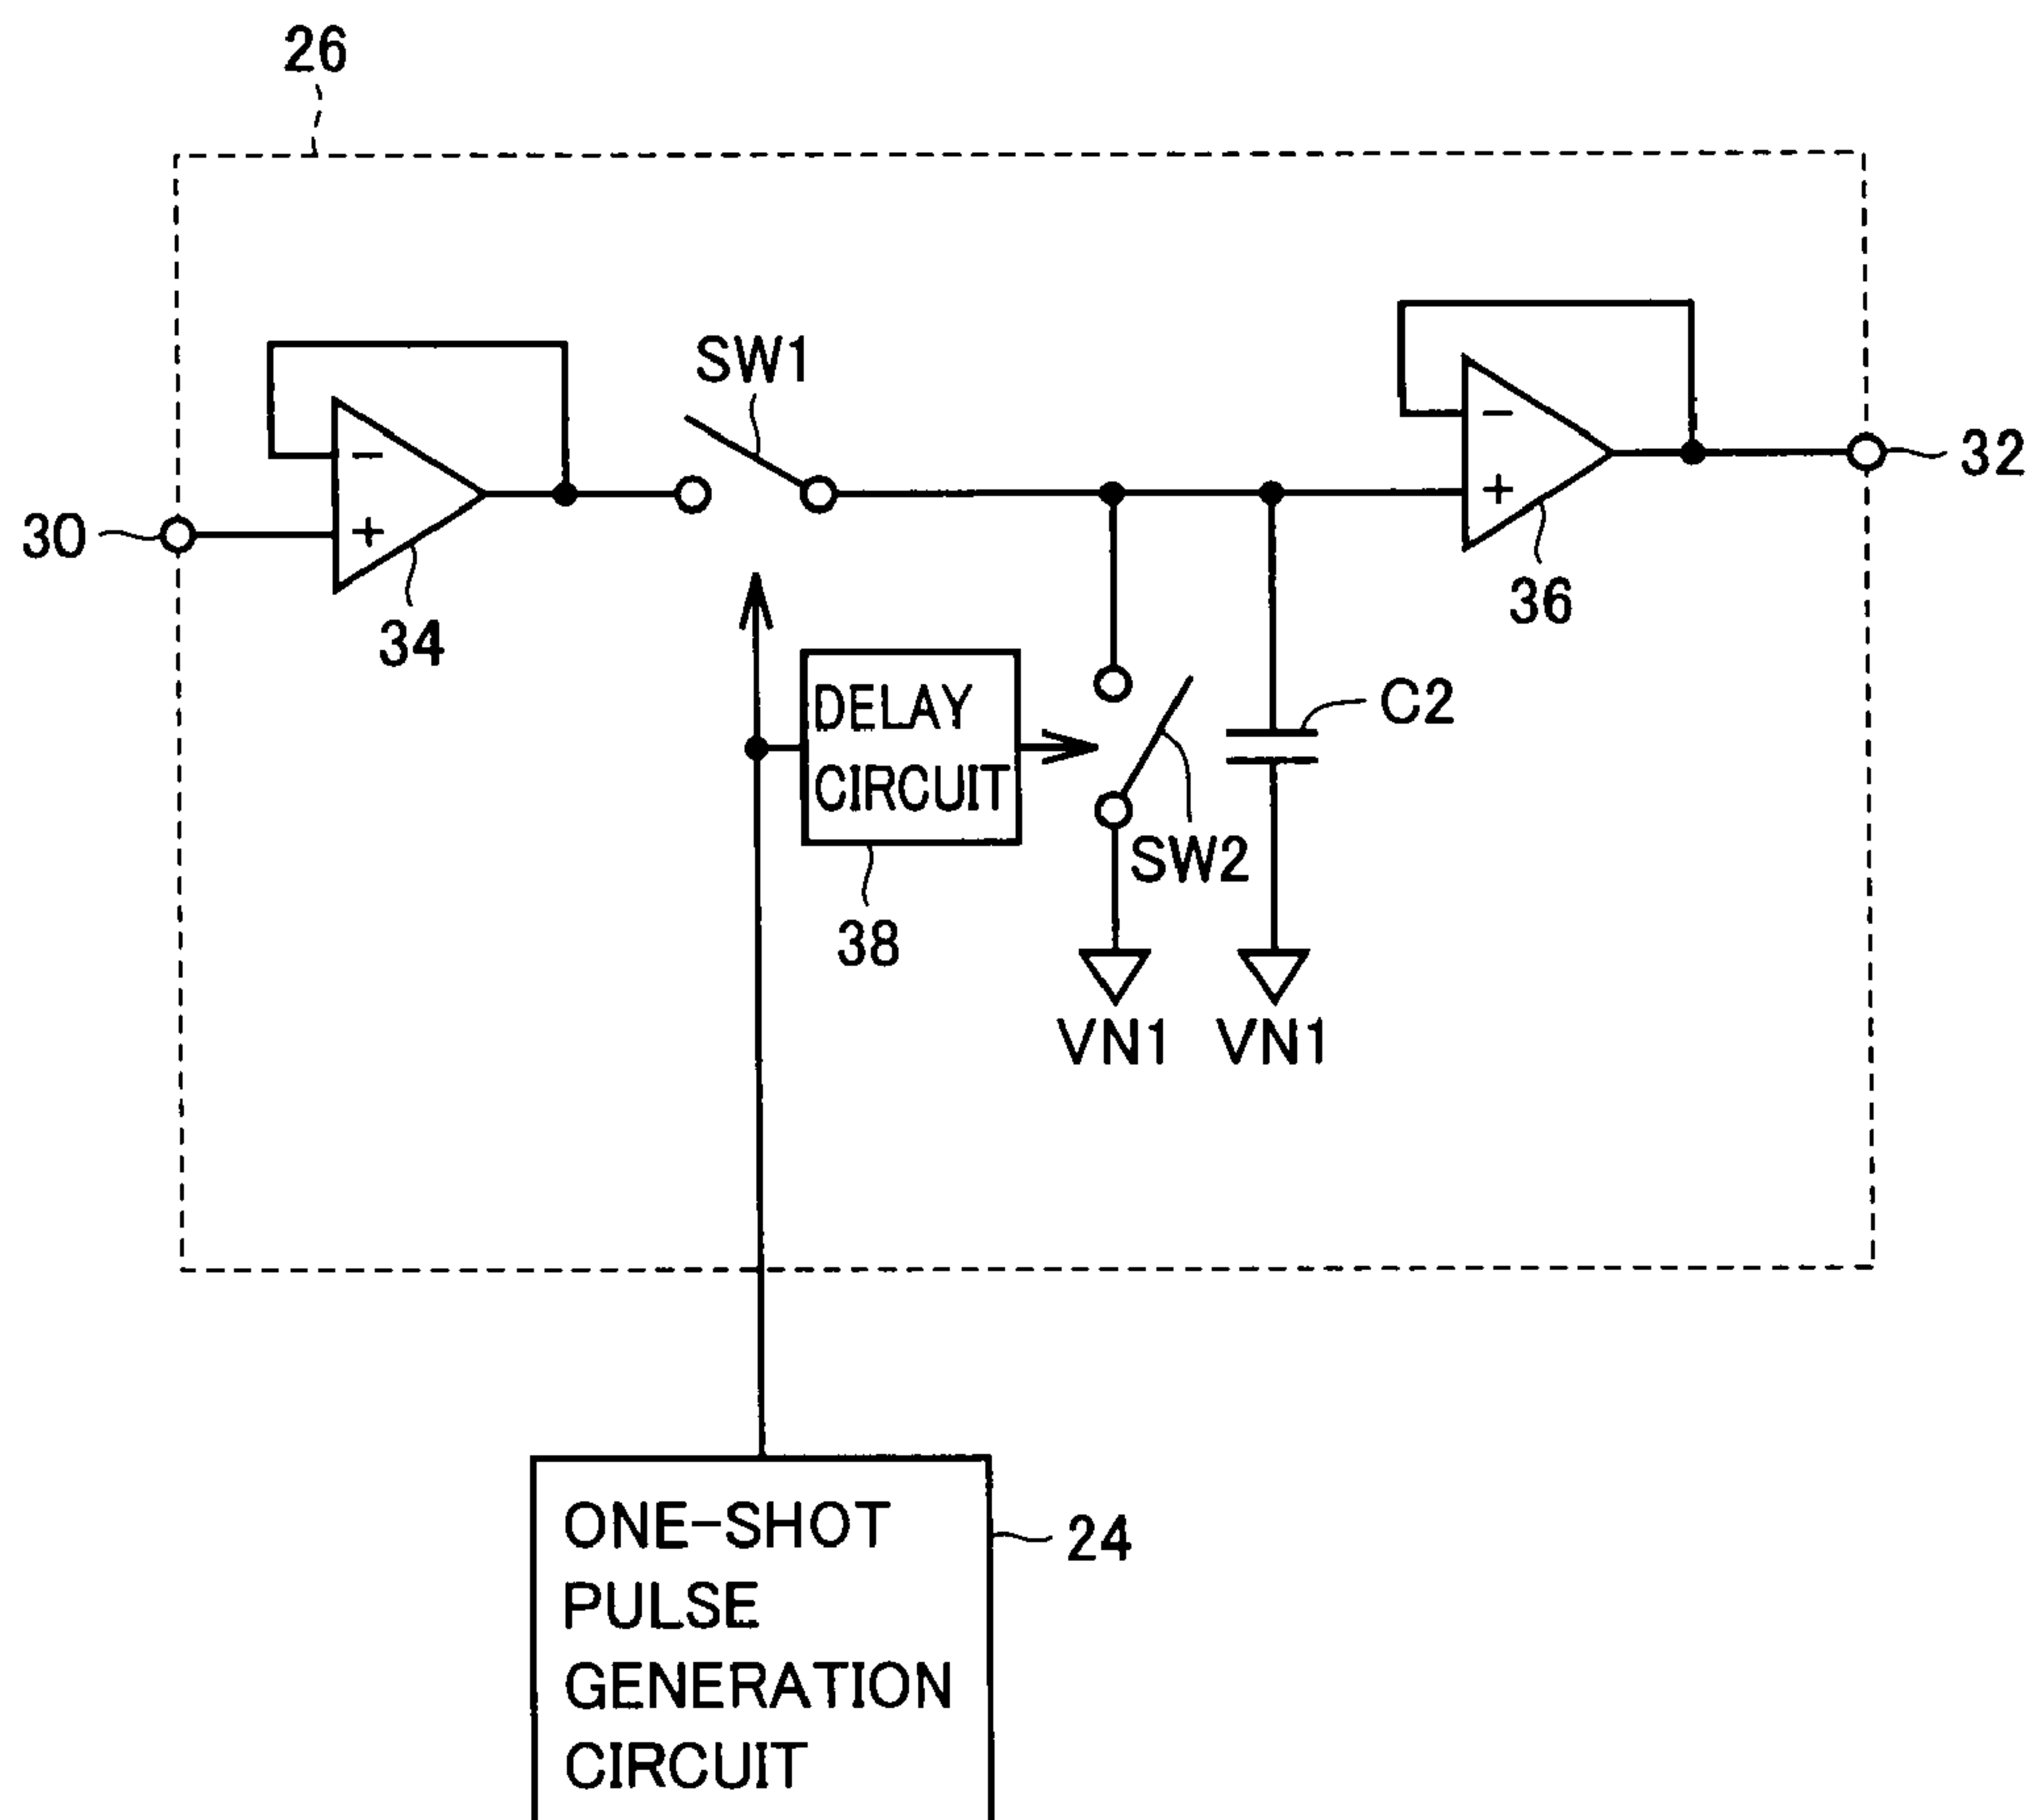 26
SW1
−
+
30
34
−
+
32
36
DELAY
CIRCUIT
C2
SW2
38
VN1
VN1
ONE-SHOT
PULSE
GENERATION
CIRCUIT
24